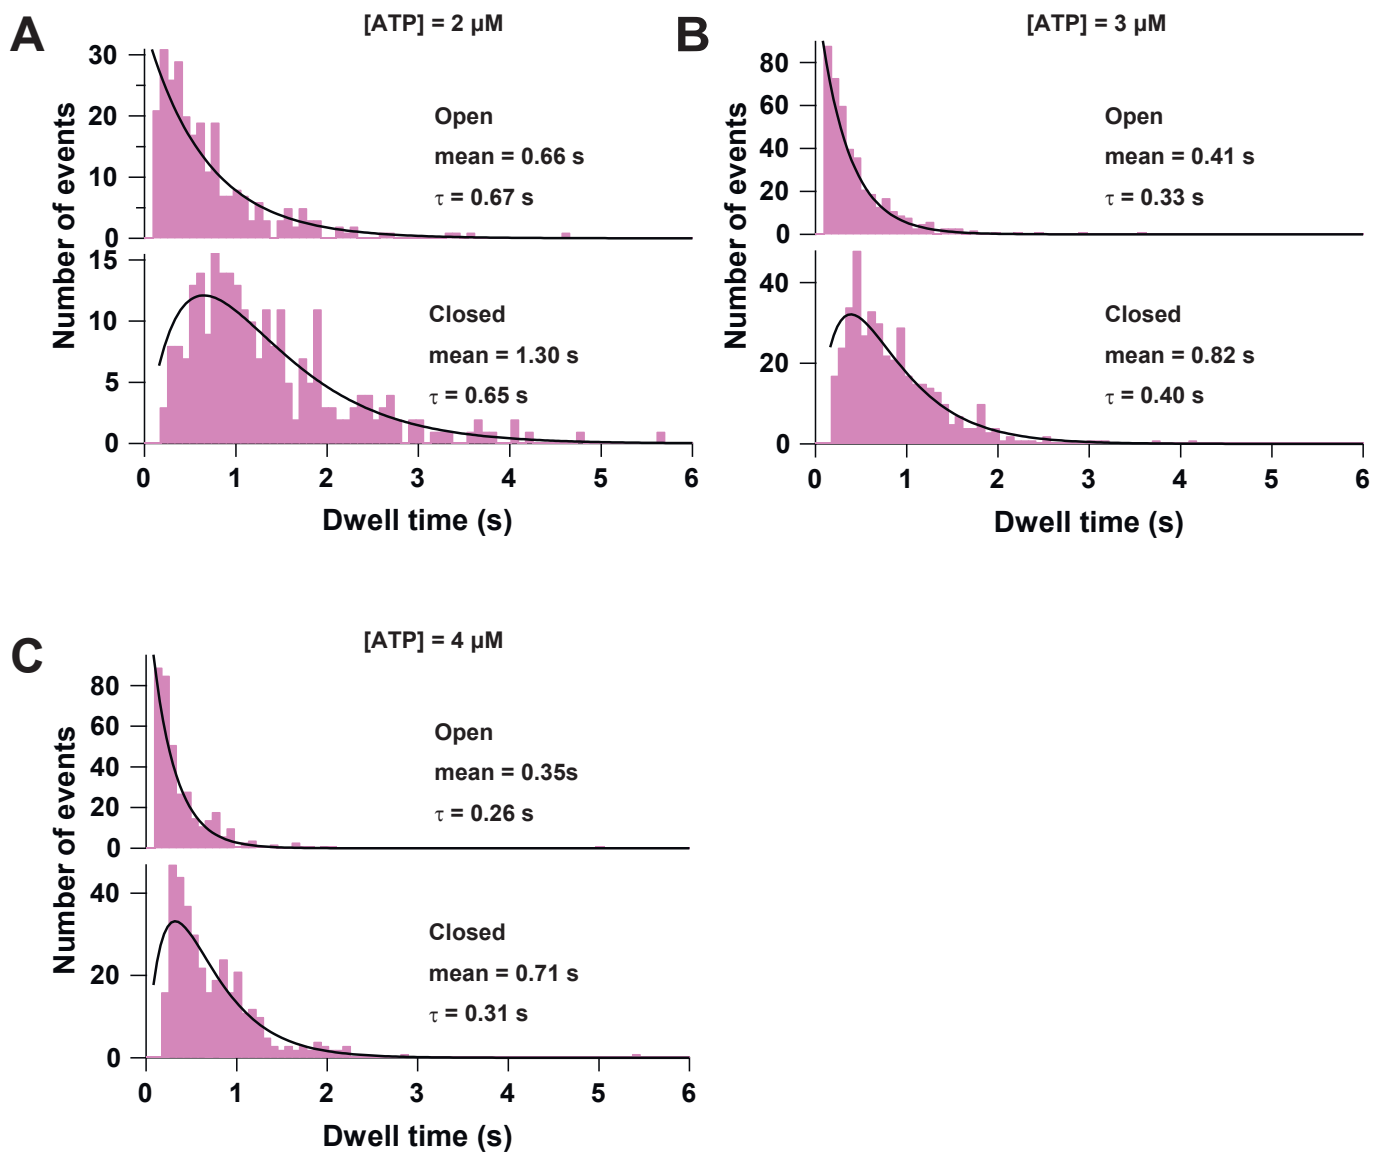 A
[ATP] = 2 µM
30
20
10
0
Number of events
Open
mean = 0.66 s
τ = 0.67 s
15
10
5
0
Closed
mean = 1.30 s
τ = 0.65 s
0 1 2 3 4 5 6
Dwell time (s)
B
[ATP] = 3 µM
80
60
40
20
0
Number of events
Open
mean = 0.41 s
τ = 0.33 s
40
20
0
Closed
mean = 0.82 s
τ = 0.40 s
0 1 2 3 4 5 6
Dwell time (s)
C
[ATP] = 4 µM
80
60
40
20
0
Number of events
Open
mean = 0.35s
τ = 0.26 s
40
20
0
Closed
mean = 0.71 s
τ = 0.31 s
0 1 2 3 4 5 6
Dwell time (s)